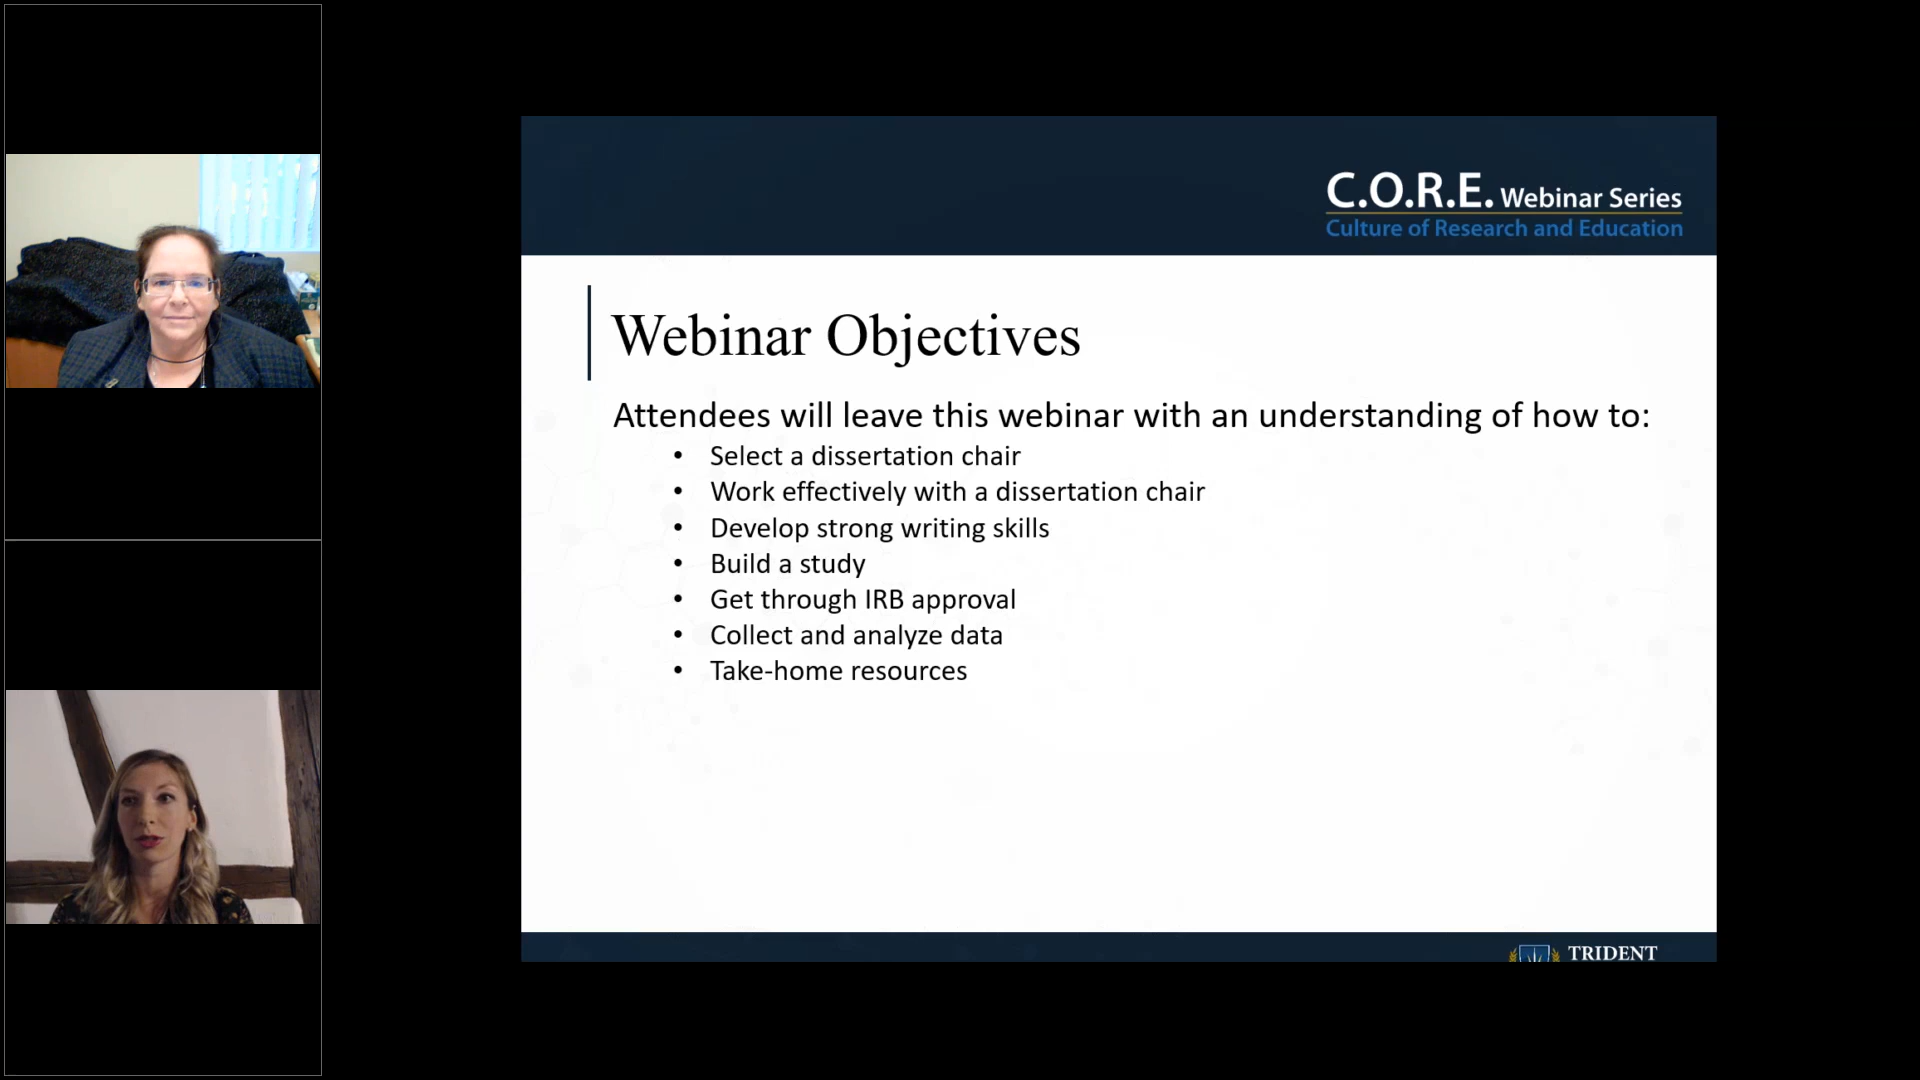 C.O.R.E. Webinar Series
Culture of Research and Education
Webinar Objectives
Attendees will leave this webinar with an understanding of how to:
• Select a dissertation chair
• Work effectively with a dissertation chair
• Develop strong writing skills
• Build a study
• Get through IRB approval
• Collect and analyze data
• Take-home resources
TRIDENT